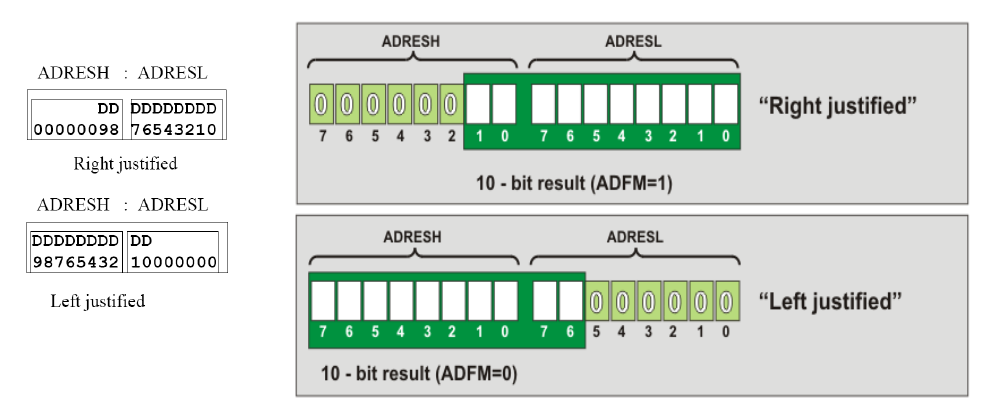 ADRESH : ADRESL
DD DDDDDDDD
00000098 76543210
Right justified
ADRESH : ADRESL
DDDDDDDD DD
98765432 10000000
Left justified
ADRESH ADRESL
0 0 0 0 0 0
7 6 5 4 3 2 1 0 7 6 5 4 3 2 1 0
“Right justified”
10 - bit result (ADFM=1)
ADRESH ADRESL
0 0 0 0 0 0
7 6 5 4 3 2 1 0 7 6 5 4 3 2 1 0
“Left justified”
10 - bit result (ADFM=0)